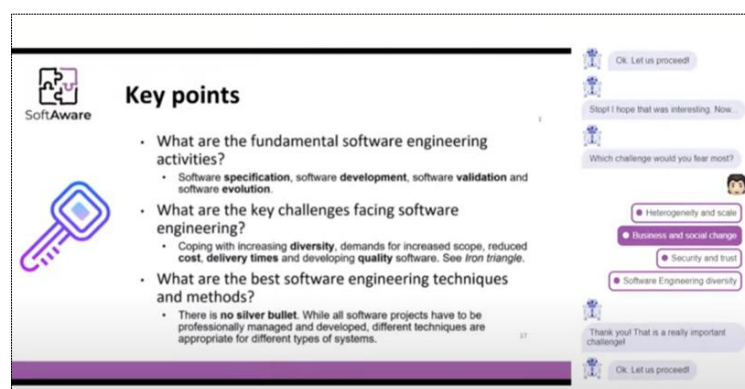 SoftAware
Key points
1
• What are the fundamental software engineering
activities?
• Software specification, software development, software validation and
software evolution.
• What are the key challenges facing software
engineering?
• Coping with increasing diversity, demands for increased scope, reduced
cost, delivery times and developing quality software. See Iron triangle.
• What are the best software engineering techniques
and methods?
• There is no silver bullet. While all software projects have to be
professionally managed and developed, different techniques are
appropriate for different types of systems.
17
Ok. Let us proceed!
Stop! I hope that was interesting. Now...
Which challenge would you fear most?
Heterogeneity and scale
Business and social change
Security and trust
Software Engineering diversity
Thank you! That is a really important
challenge!
Ok. Let us proceed!